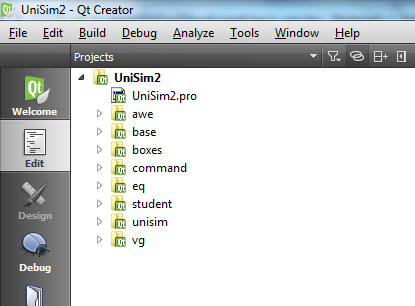 UniSim2 - Qt Creator
File Edit Build Debug Analyze Tools Window Help
Projects
UniSim2
UniSim2.pro
awe
base
boxes
command
eq
student
unisim
vg
Welcome
Edit
Design
Debug